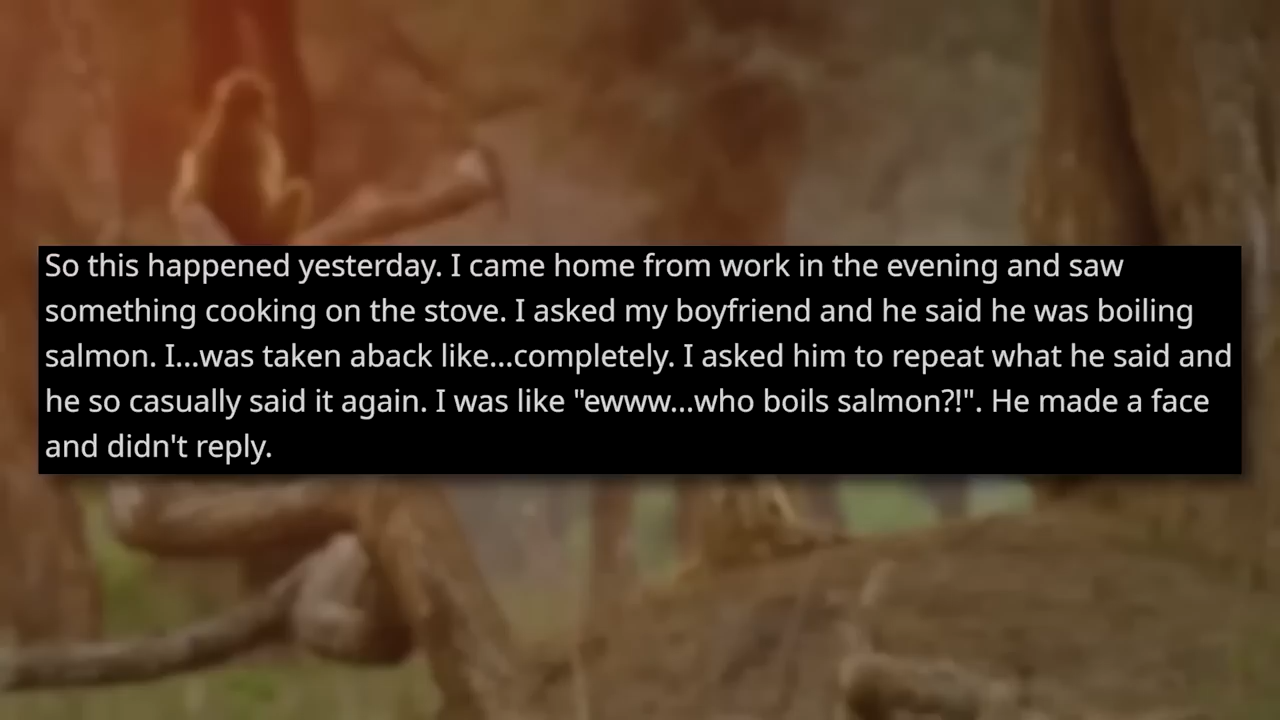 So this happened yesterday. I came home from work in the evening and saw
something cooking on the stove. I asked my boyfriend and he said he was boiling
salmon. I...was taken aback like...completely. I asked him to repeat what he said and
he so casually said it again. I was like "ewww...who boils salmon?!". He made a face
and didn't reply.